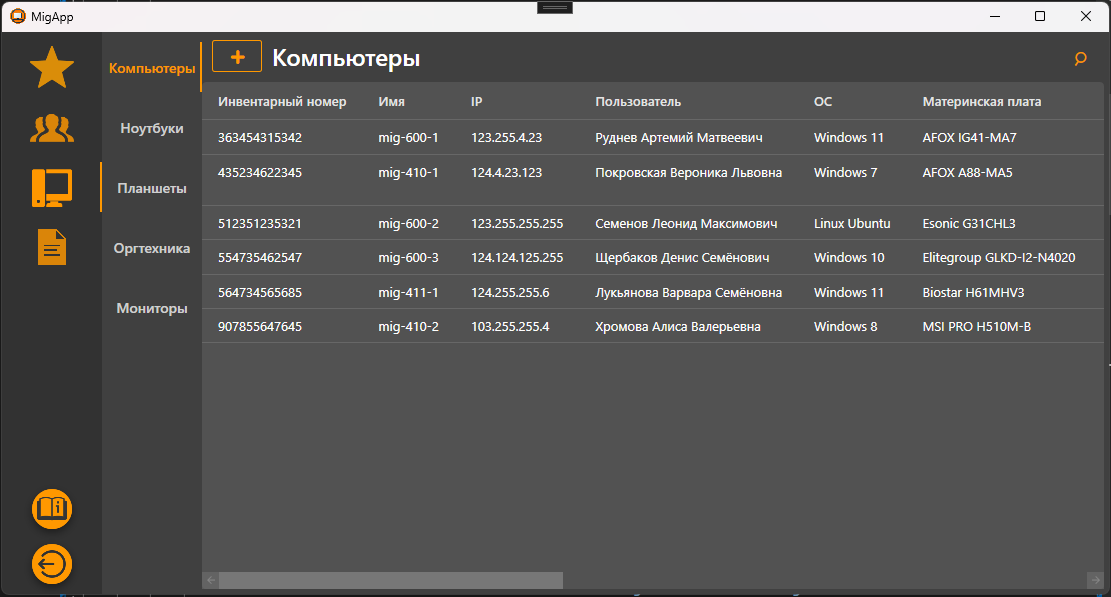 MigApp
Компьютеры
Ноутбуки
Планшеты
Оргтехника
Мониторы
+ Компьютеры
Инвентарный номер Имя IP Пользователь ОС Материнская плата
363454315342 mig-600-1 123.255.4.23 Руднев Артемий Матвеевич Windows 11 AFOX IG41-MA7
435234622345 mig-410-1 124.4.23.123 Покровская Вероника Львовна Windows 7 AFOX A88-MA5
512351235321 mig-600-2 123.255.255.255 Семенов Леонид Максимович Linux Ubuntu Esonic G31CHL3
554735462547 mig-600-3 124.124.125.255 Щербаков Денис Семёнович Windows 10 Elitegroup GLKD-I2-N4020
564734565685 mig-411-1 124.255.255.6 Лукьянова Варвара Семёновна Windows 11 Biostar H61MHV3
907855647645 mig-410-2 103.255.255.4 Хромова Алиса Валерьевна Windows 8 MSI PRO H510M-B